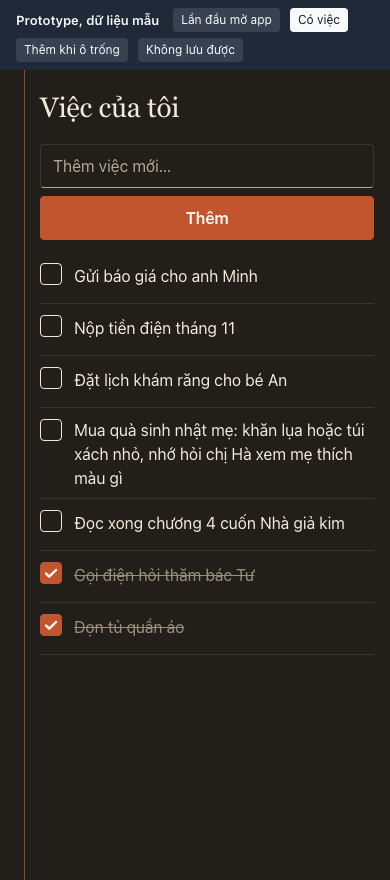 Prototype, dữ liệu mẫu
Lần đầu mở app
Có việc
Thêm khi ô trống
Không lưu được
Việc của tôi
Thêm việc mới...
Thêm
Gửi báo giá cho anh Minh
Nộp tiền điện tháng 11
Đặt lịch khám răng cho bé An
Mua quà sinh nhật mẹ: khăn lụa hoặc túi
xách nhỏ, nhớ hỏi chị Hà xem mẹ thích
màu gì
Đọc xong chương 4 cuốn Nhà giả kim
Gọi điện hỏi thăm bác Tư
Dọn tủ quần áo